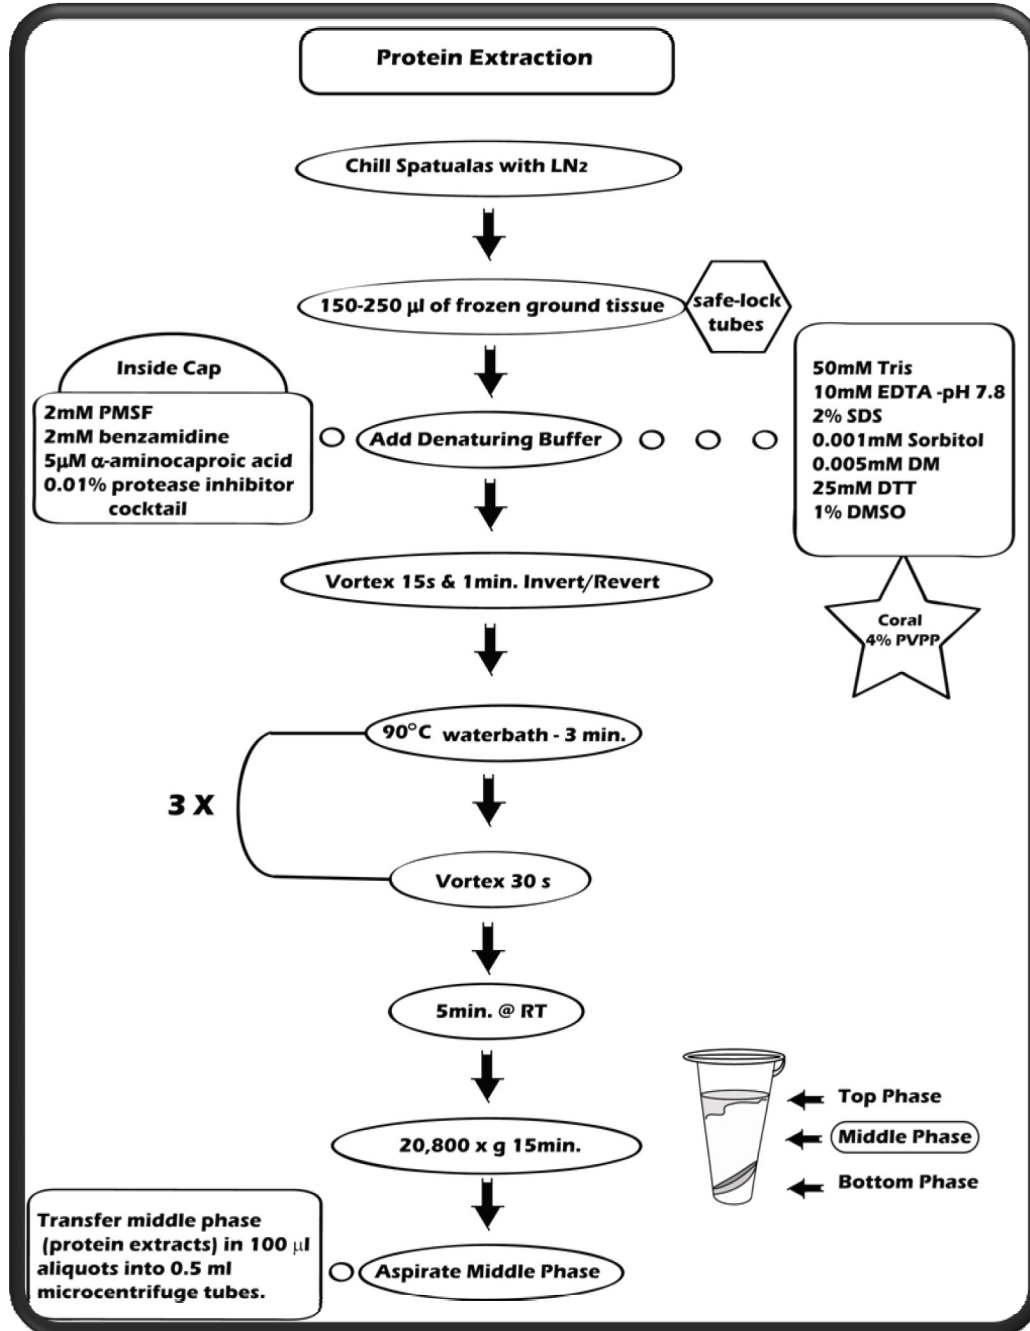 Protein Extraction
Chill Spatualas with LN2
150-250 µl of frozen ground tissue
safe-lock
tubes
Inside Cap
2mM PMSF
2mM benzamidine
5µM α-aminocaproic acid
0.01% protease inhibitor
cocktail
Add Denaturing Buffer
50mM Tris
10mM EDTA -pH 7.8
2% SDS
0.001mM Sorbitol
0.005mM DM
25mM DTT
1% DMSO
Coral
4% PVPP
Vortex 15s & 1min. Invert/Revert
90°C waterbath - 3 min.
3 X
Vortex 30 s
5min. @ RT
20,800 x g 15min.
Top Phase
Middle Phase
Bottom Phase
Transfer middle phase
(protein extracts) in 100 µl
aliquots into 0.5 ml
microcentrifuge tubes.
Aspirate Middle Phase